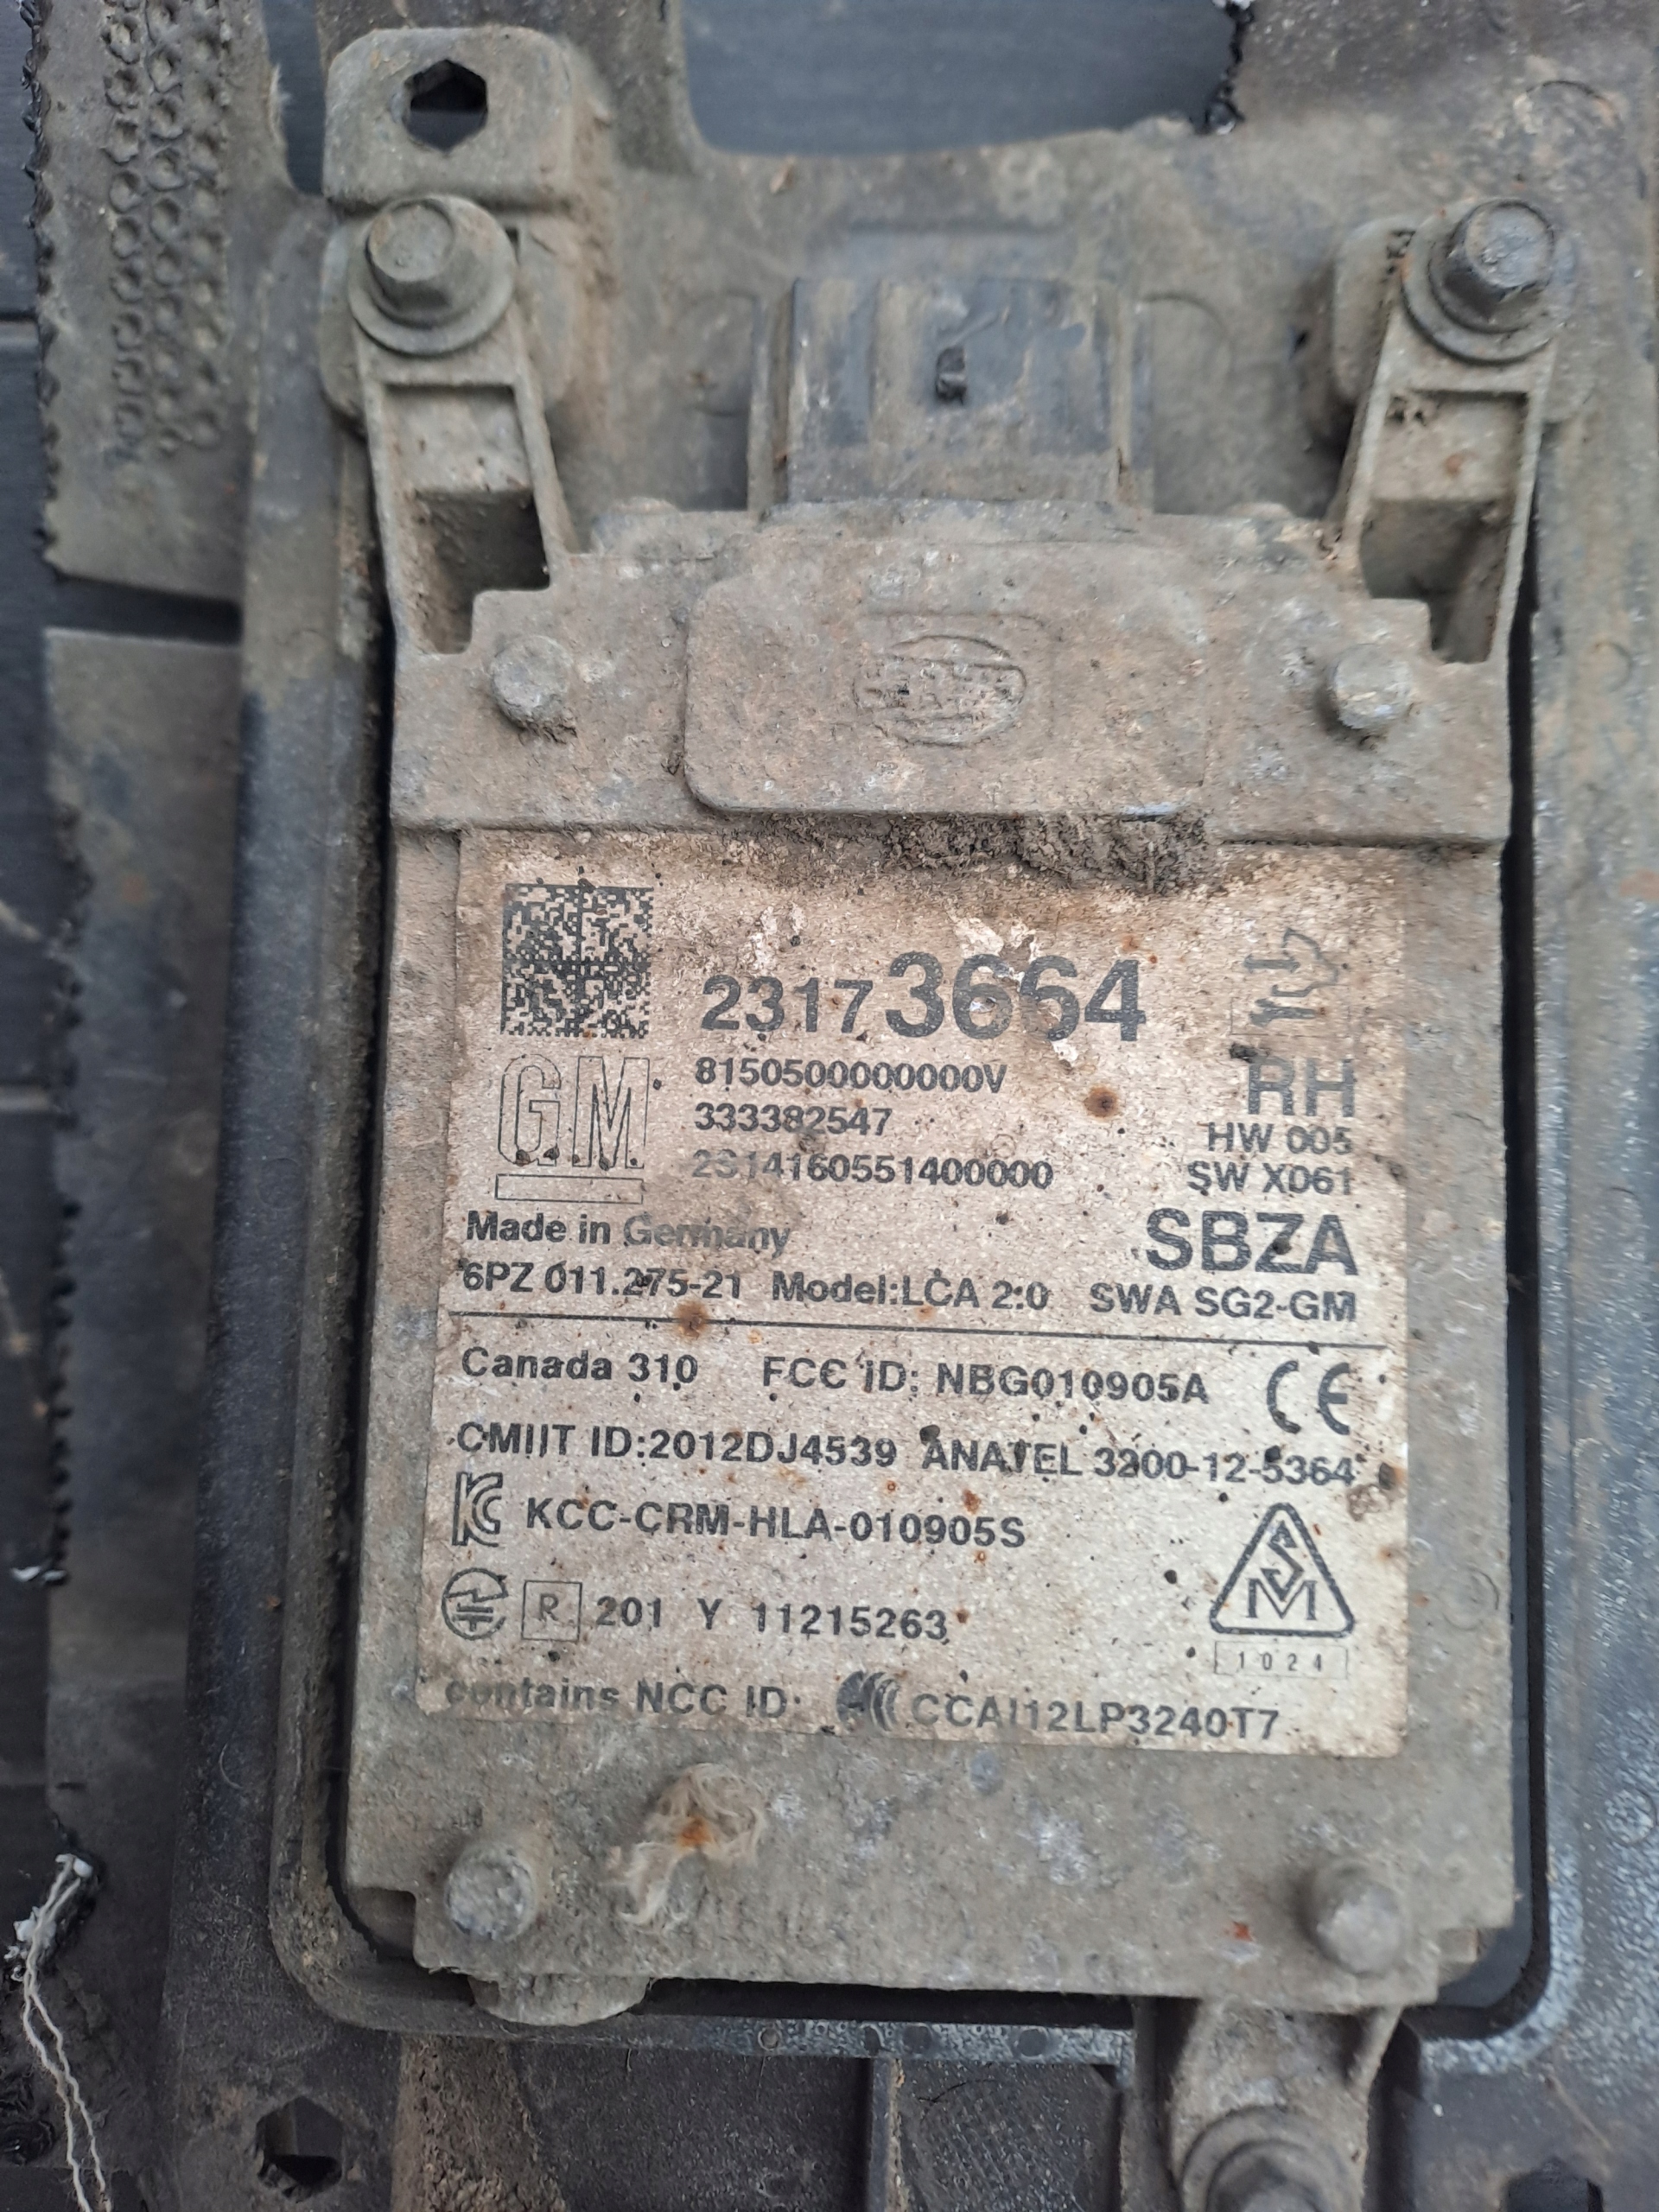 23173664
GM
8150500000000V
333382547
2314160551400000
RH
HW 005
SW X061
SBZA
Made in Germany
6PZ 011.275-21 Model:LCA 2.0 SWA SG2-GM
Canada 310 FCC ID: NBG010905A CE
CMIIT ID:2012DJ4539 ANATEL 3200-12-5364
KC KCC-CRM-HLA-010905S
R 201 Y 11215263
SM
1024
contains NCC ID: CCAI12LP3240T7